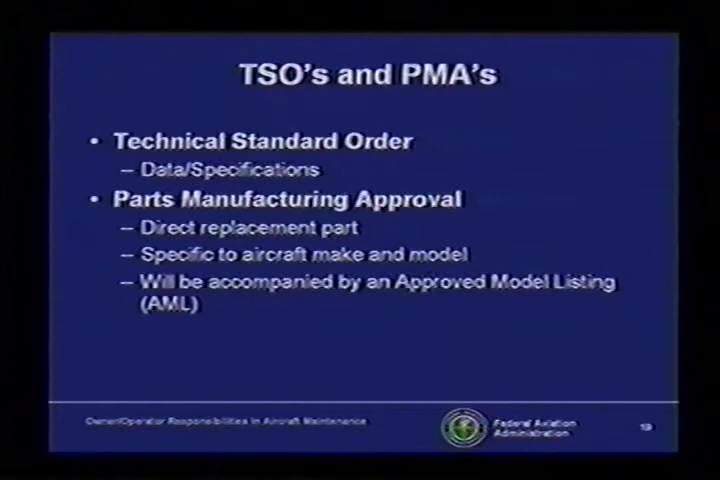 TSO's and PMA's
• Technical Standard Order
– Data/Specifications
• Parts Manufacturing Approval
– Direct replacement part
– Specific to aircraft make and model
– Will be accompanied by an Approved Model Listing
(AML)
Owner/Operator Responsibilities in Aircraft Maintenance
Federal Aviation
Administration
19